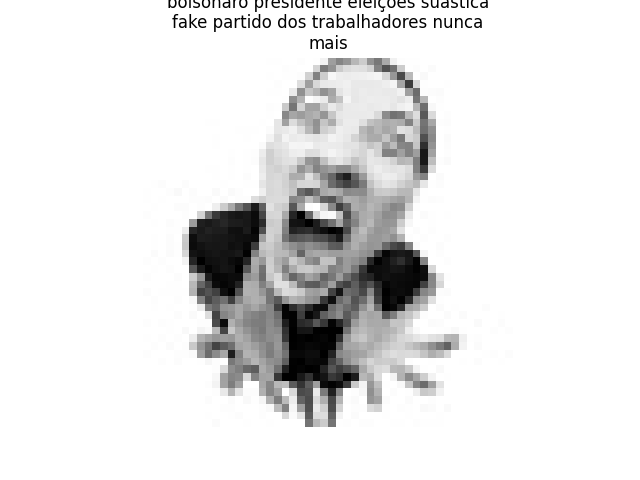 bolsonaro presidente eleições suástica
fake partido dos trabalhadores nunca
mais